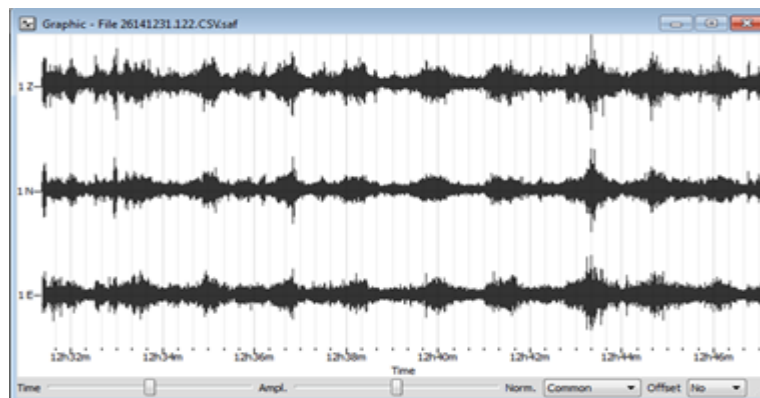 Graphic - File 26141231.122.CSV.saf
1 Z
1 N
1 E
12h32m 12h34m 12h36m 12h38m 12h40m 12h42m 12h44m 12h46m
Time
Time Ampl. Norm. Common Offset No